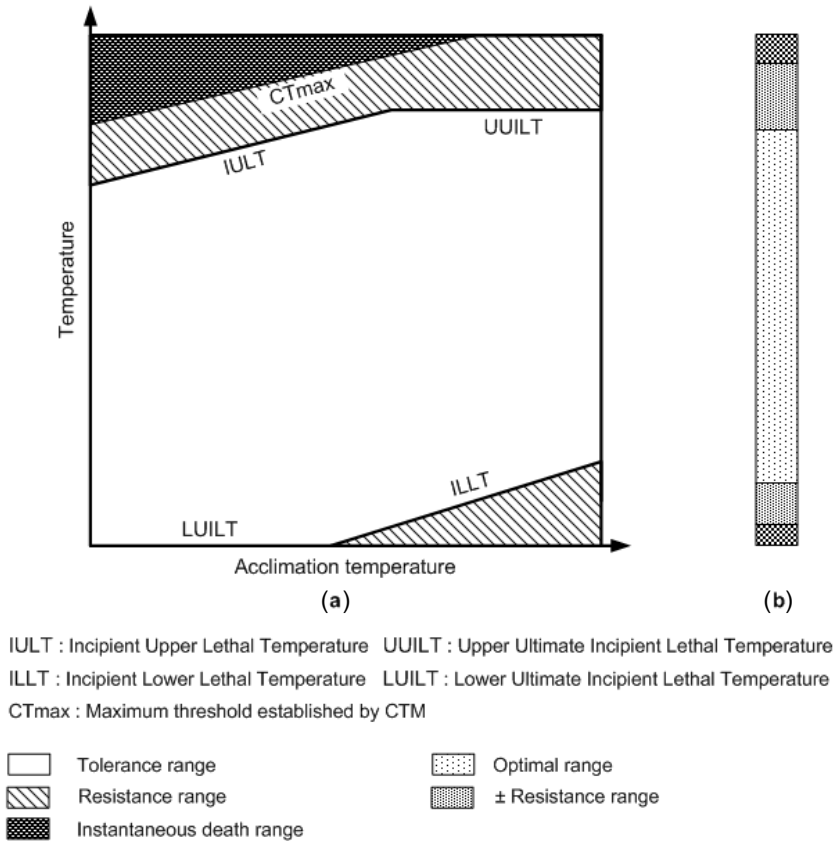 CTmax
UUILT
IULT
Temperature
ILLT
LUILT
Acclimation temperature
(a)
(b)
IULT : Incipient Upper Lethal Temperature UUILT : Upper Ultimate Incipient Lethal Temperature
ILLT : Incipient Lower Lethal Temperature LUILT : Lower Ultimate Incipient Lethal Temperature
CTmax : Maximum threshold established by CTM
Tolerance range
Optimal range
Resistance range
± Resistance range
Instantaneous death range